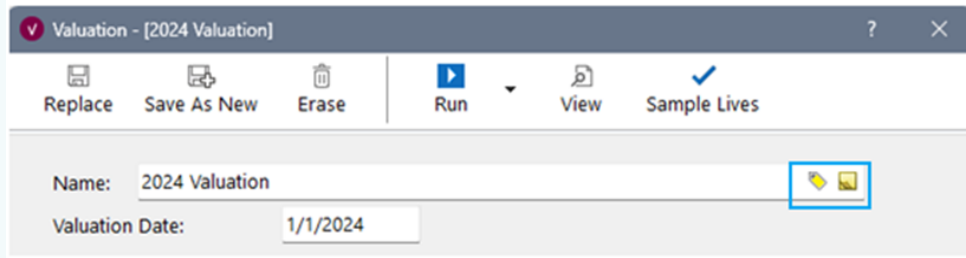 V Valuation - [2024 Valuation] ?
Replace Save As New Erase Run View Sample Lives
Name: 2024 Valuation
Valuation Date: 1/1/2024